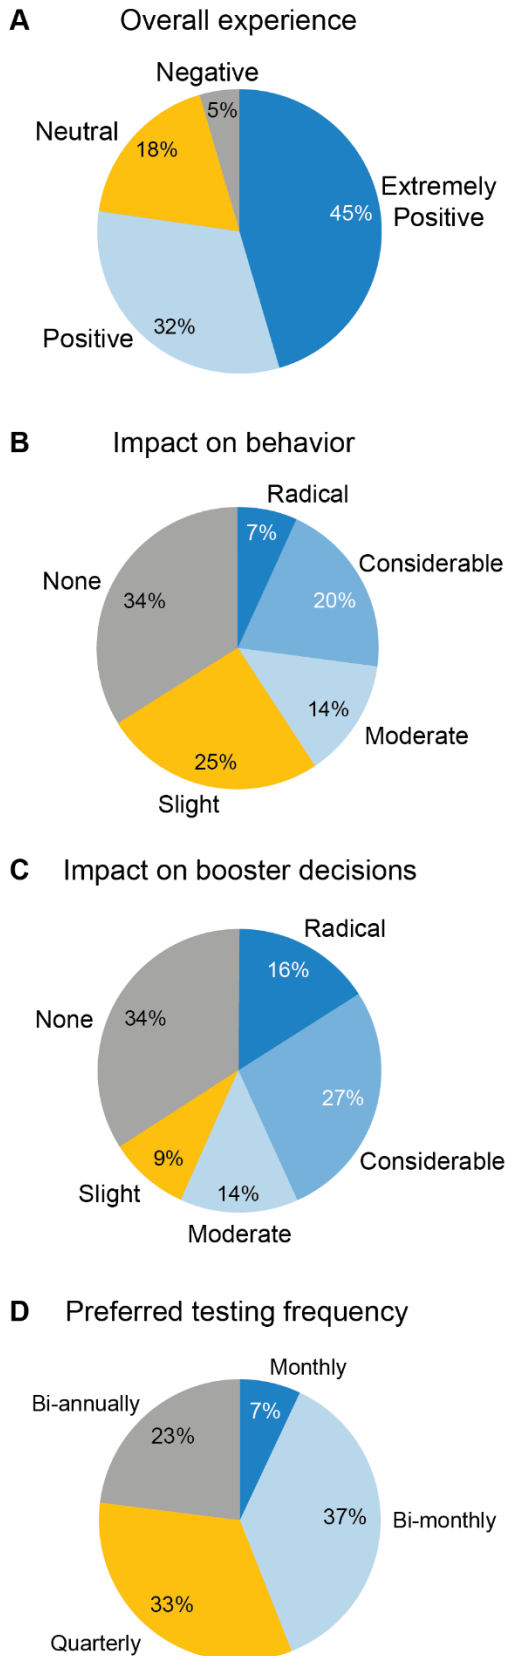 A Overall experience
Negative
5%
Neutral
18%
Extremely
Positive
45%
Positive
32%
B Impact on behavior
Radical
7%
Considerable
20%
None
34%
14%
Moderate
25%
Slight
C Impact on booster decisions
Radical
16%
None
34%
27%
Considerable
9%
Slight
14%
Moderate
D Preferred testing frequency
Monthly
7%
Bi-annually
23%
37%
Bi-monthly
33%
Quarterly